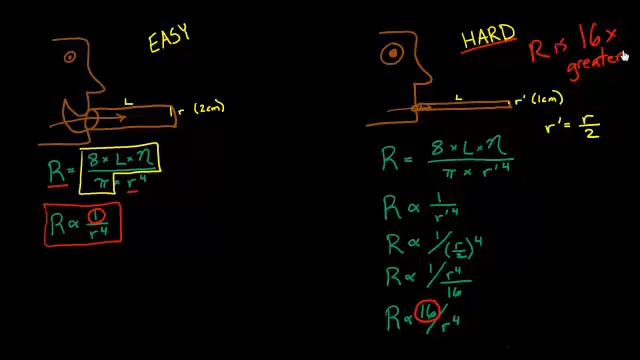 EASY
L
r (2cm)
R = 8 × L × η / π × r⁴
R ∝ 1 / r⁴
HARD
R is 16×
greater
L
r' (1cm)
r' = r / 2
R = 8 × L × η / π × r'⁴
R ∝ 1 / r'⁴
R ∝ 1 / (r/2)⁴
R ∝ 1 / r⁴/16
R ∝ 16 / r⁴